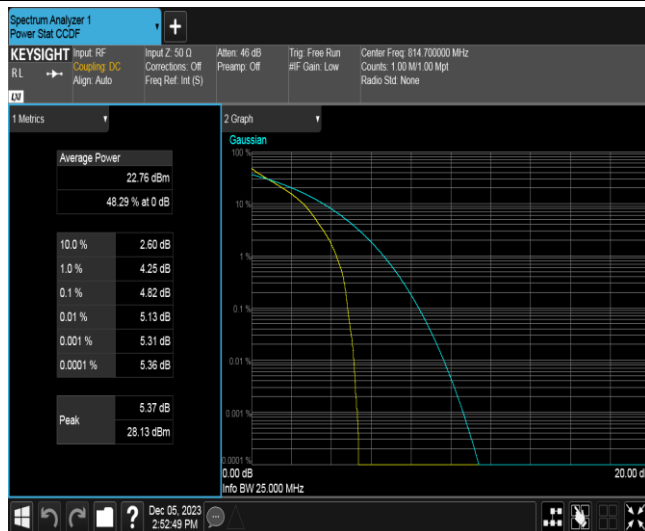 Spectrum Analyzer 1
Power Stat CCDF
+
KEYSIGHT
RL
LXI
Input: RF
Coupling: DC
Align: Auto
Input Z: 50 Ω
Corrections: Off
Freq Ref: Int (S)
Atten: 46 dB
Preamp: Off
Trig: Free Run
#IF Gain: Low
Center Freq: 814.700000 MHz
Counts: 1.00 M/1.00 Mpt
Radio Std: None
1 Metrics
Average Power
22.76 dBm
48.29 % at 0 dB
10.0 % 2.60 dB
1.0 % 4.25 dB
0.1 % 4.82 dB
0.01 % 5.13 dB
0.001 % 5.31 dB
0.0001 % 5.36 dB
Peak 5.37 dB
28.13 dBm
2 Graph
Gaussian
100 %
10 %
1 %
0.1 %
0.01 %
0.001 %
0.0001 %
0.00 dB
20.00 d
Info BW 25.000 MHz
?
Dec 05, 2023
2:52:49 PM